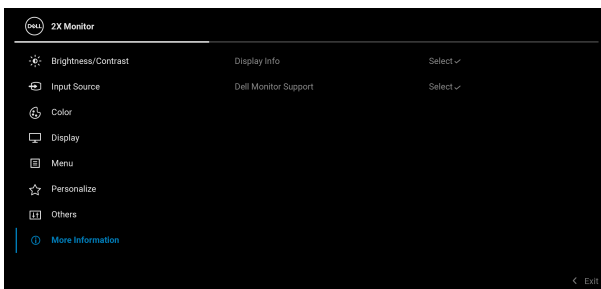 DELL 2X Monitor
Brightness/Contrast Display Info Select
Input Source Dell Monitor Support Select
Color
Display
Menu
Personalize
Others
More Information
Exit